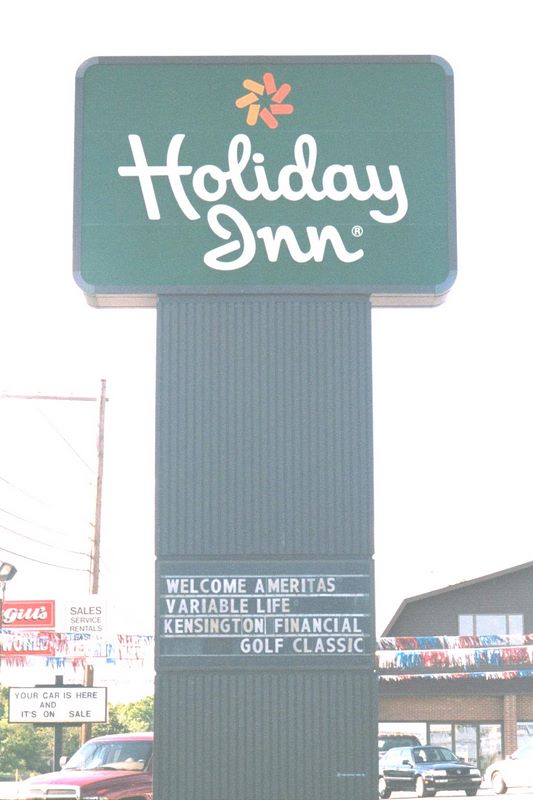 Holiday
Inn®
WELCOME AMERITAS
VARIABLE LIFE
KENSINGTON FINANCIAL
GOLF CLASSIC
Gill's
WORLD
SALES
SERVICE
RENTALS
YOUR CAR IS HERE
AND
IT'S ON SALE